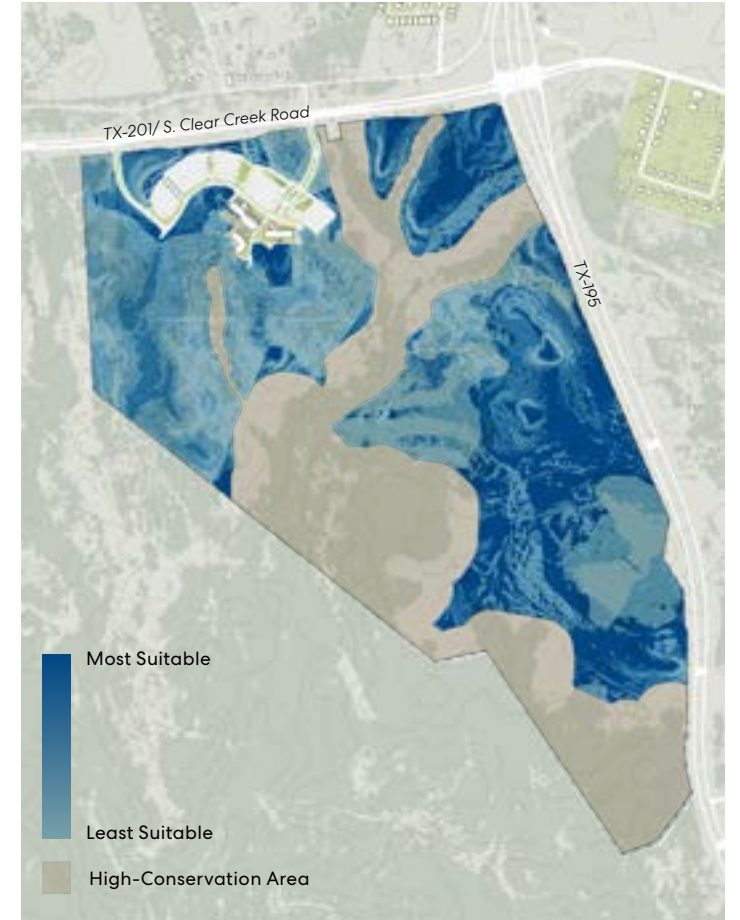 TX-201/ S. Clear Creek Road
TX-195
Most Suitable
Least Suitable
High-Conservation Area